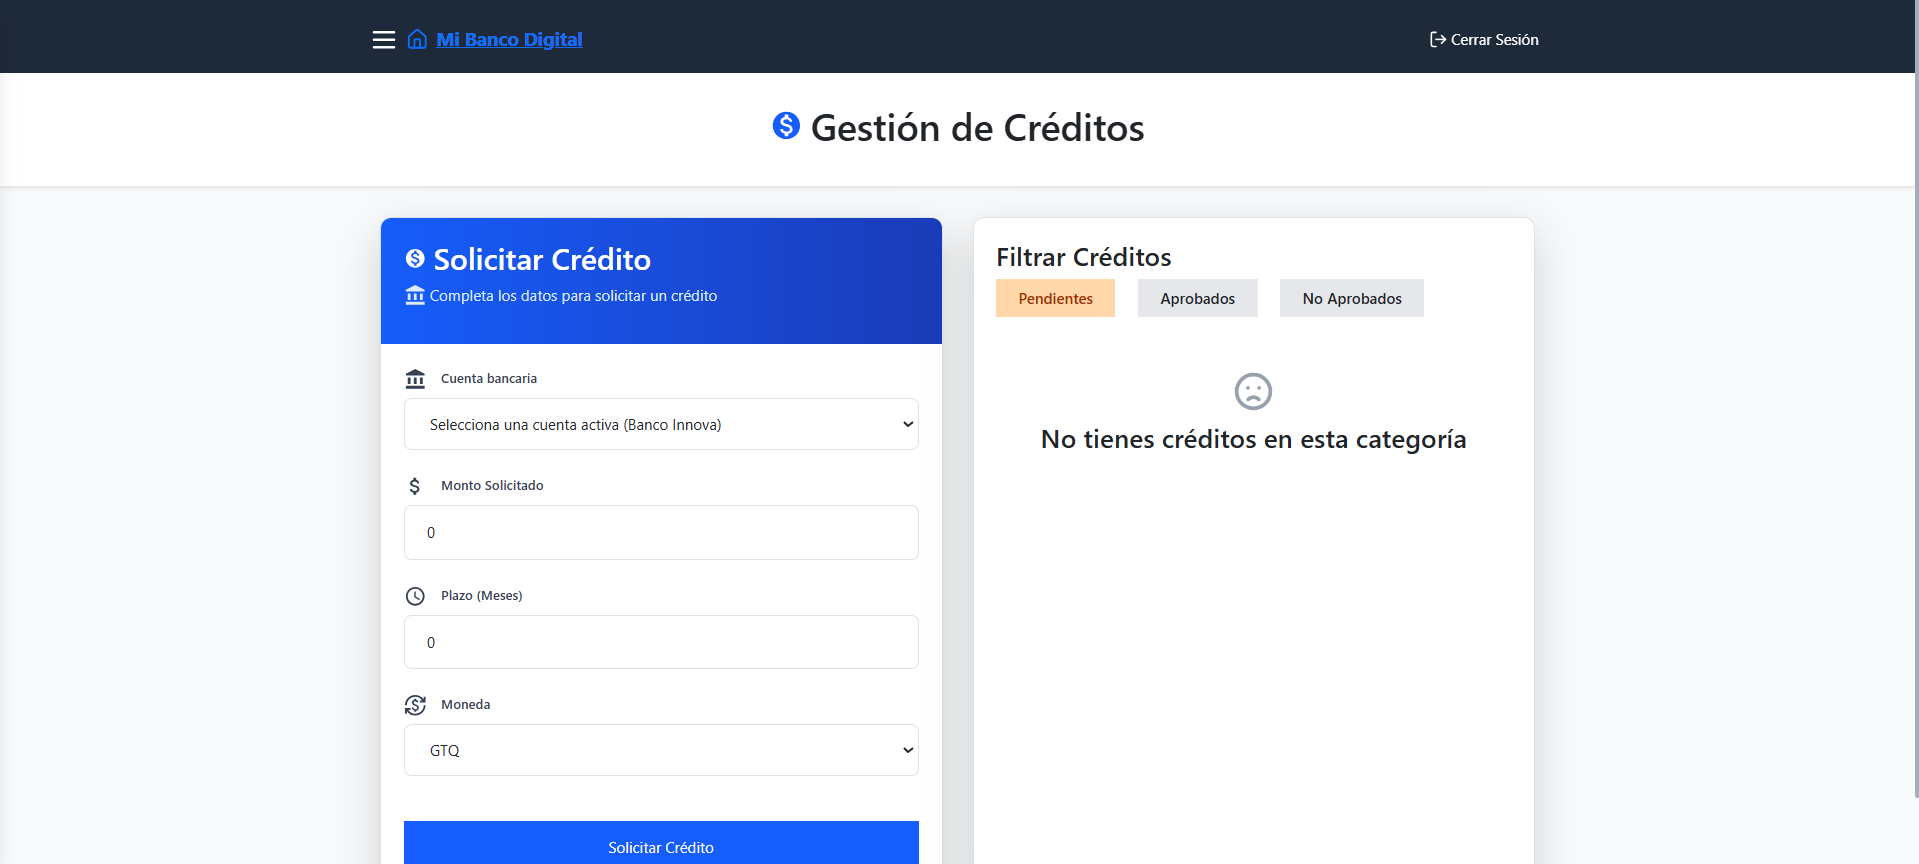 Mi Banco Digital
Cerrar Sesión
Gestión de Créditos
Solicitar Crédito
Completa los datos para solicitar un crédito
Cuenta bancaria
Selecciona una cuenta activa (Banco Innova)
Monto Solicitado
0
Plazo (Meses)
0
Moneda
GTQ
Solicitar Crédito
Filtrar Créditos
Pendientes
Aprobados
No Aprobados
No tienes créditos en esta categoría